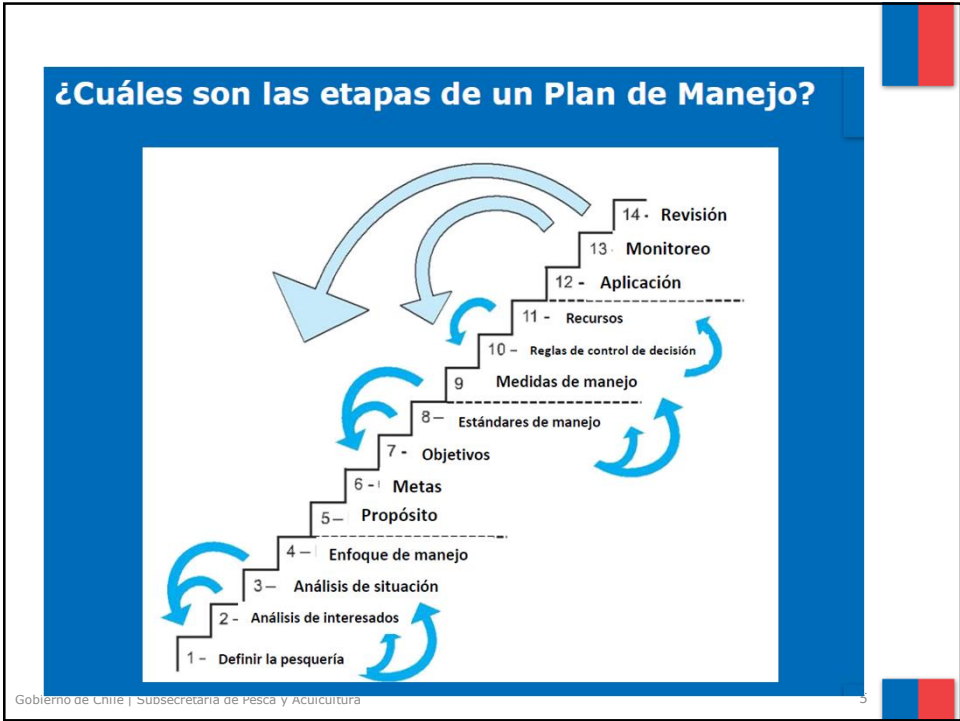 ¿Cuáles son las etapas de un Plan de Manejo?
14 - Revisión
13 Monitoreo
12 - Aplicación
11 - Recursos
10 – Reglas de control de decisión
9 Medidas de manejo
8 – Estándares de manejo
7 - Objetivos
6 - Metas
5 – Propósito
4 – Enfoque de manejo
3 – Análisis de situación
2 - Análisis de interesados
1 - Definir la pesquería
Gobierno de Chile | Subsecretaría de Pesca y Acuicultura
5